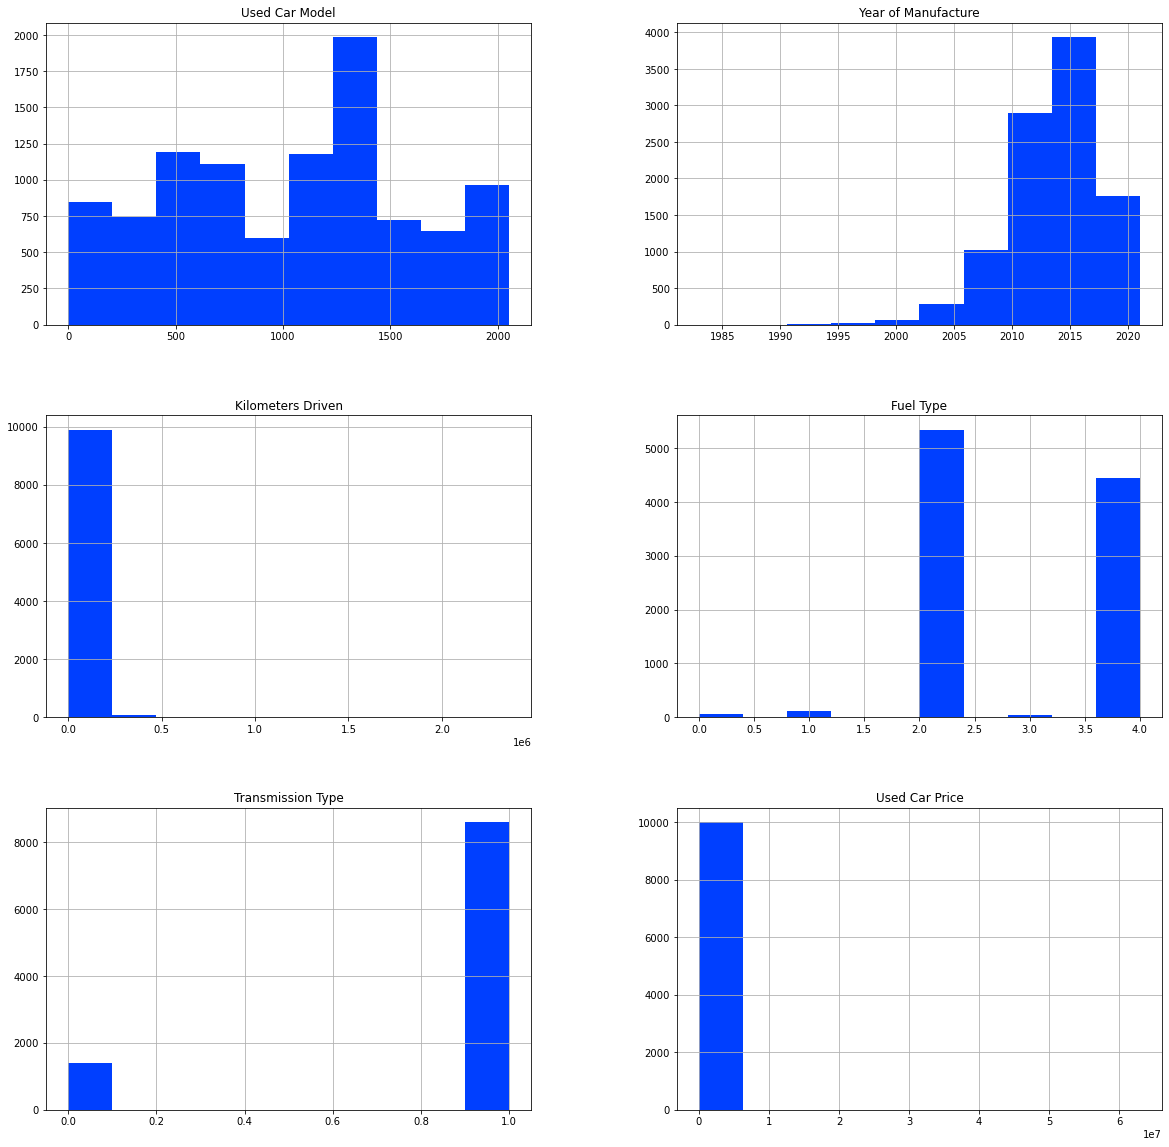 Used Car Model
2000
1750
1500
1250
1000
750
500
250
0
0 500 1000 1500 2000
Year of Manufacture
4000
3500
3000
2500
2000
1500
1000
500
0
1985 1990 1995 2000 2005 2010 2015 2020
Kilometers Driven
10000
8000
6000
4000
2000
0
0.0 0.5 1.0 1.5 2.0
1e6
Fuel Type
5000
4000
3000
2000
1000
0
0.0 0.5 1.0 1.5 2.0 2.5 3.0 3.5 4.0
Transmission Type
8000
6000
4000
2000
0
0.0 0.2 0.4 0.6 0.8 1.0
Used Car Price
10000
8000
6000
4000
2000
0
0 1 2 3 4 5 6
1e7